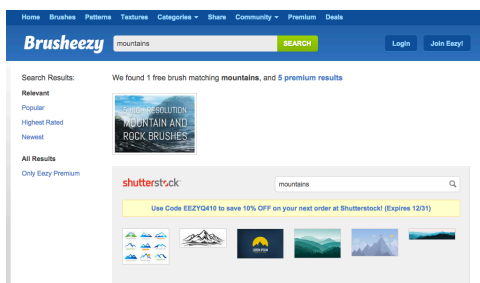 Home Brushes Patterns Textures Categories Share Community Premium Deals
Brusheezy mountains SEARCH Login Join Eezy!
Search Results:
We found 1 free brush matching mountains, and 5 premium results
Relevant
Popular
Highest Rated
Newest
All Results
Only Eezy Premium
5 HIGH RESOLUTION
MOUNTAIN AND
ROCK BRUSHES
shutterstock mountains
Use Code EEZYQ410 to save 10% OFF on your next order at Shutterstock! (Expires 12/31)